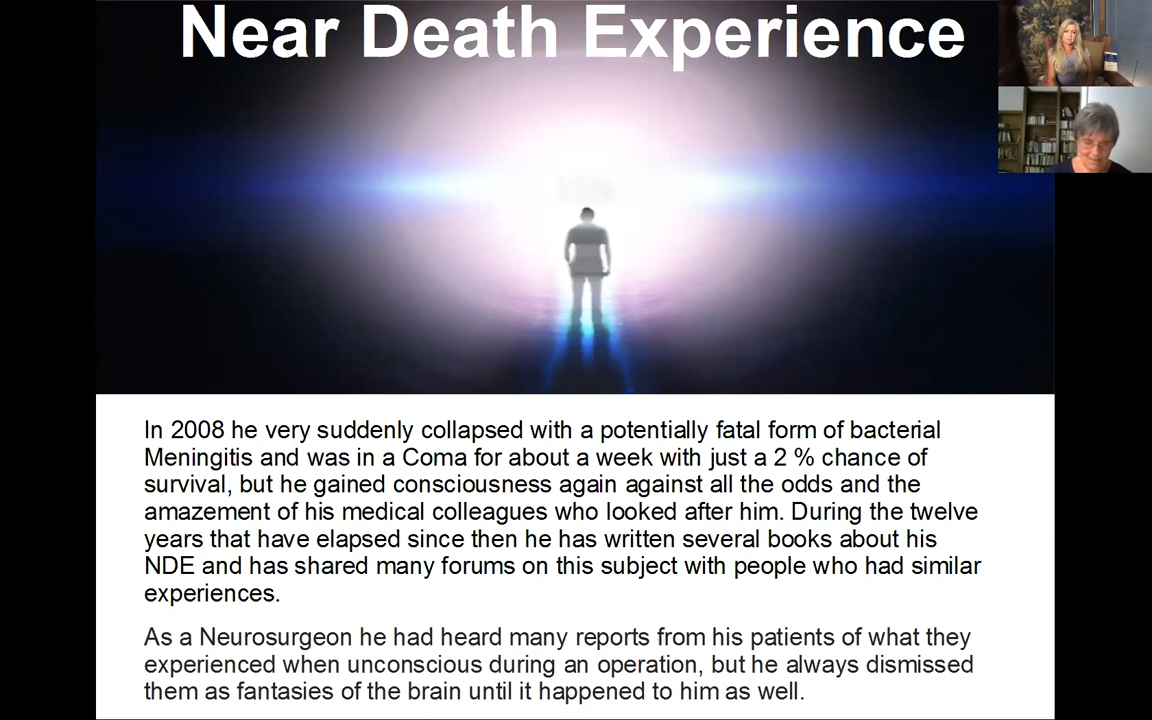 Near Death Experience
In 2008 he very suddenly collapsed with a potentially fatal form of bacterial
Meningitis and was in a Coma for about a week with just a 2 % chance of
survival, but he gained consciousness again against all the odds and the
amazement of his medical colleagues who looked after him. During the twelve
years that have elapsed since then he has written several books about his
NDE and has shared many forums on this subject with people who had similar
experiences.
As a Neurosurgeon he had heard many reports from his patients of what they
experienced when unconscious during an operation, but he always dismissed
them as fantasies of the brain until it happened to him as well.